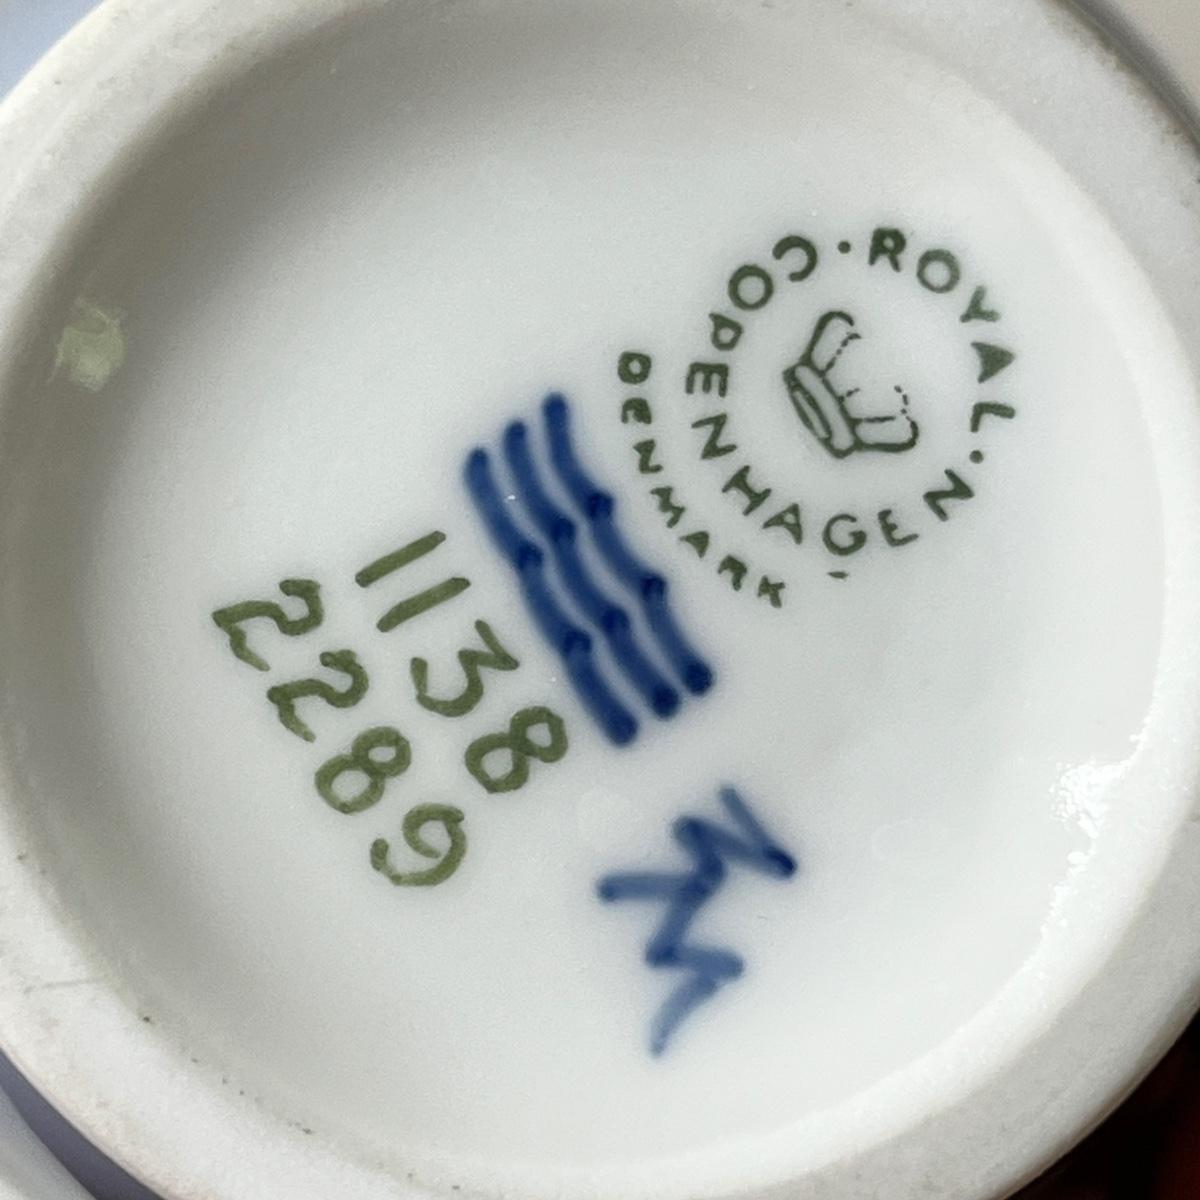 ROYAL · COPENHAGEN ·
DENMARK
1138
2289